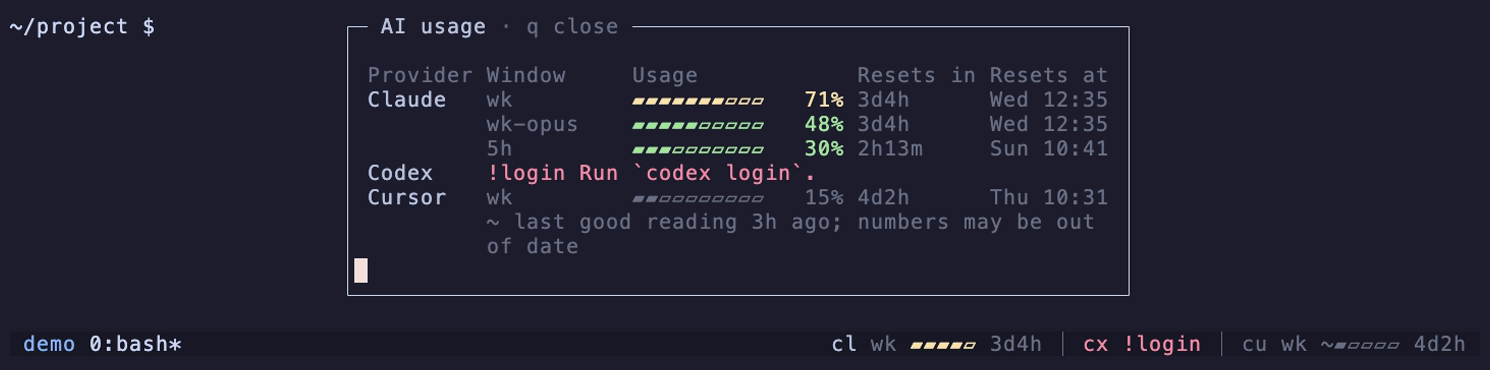 ~/project $
AI usage · q close
Provider Window Usage Resets in Resets at
Claude wk ▰▰▰▰▰▰▰▱▱▱ 71% 3d4h Wed 12:35
wk-opus ▰▰▰▰▰▱▱▱▱▱ 48% 3d4h Wed 12:35
5h ▰▰▰▱▱▱▱▱▱▱ 30% 2h13m Sun 10:41
Codex !login Run `codex login`.
Cursor wk ▰▰▱▱▱▱▱▱▱▱ 15% 4d2h Thu 10:31
~ last good reading 3h ago; numbers may be out
of date
demo 0:bash* cl wk ▰▰▰▰▱ 3d4h │ cx !login │ cu wk ~▰▱▱▱▱ 4d2h